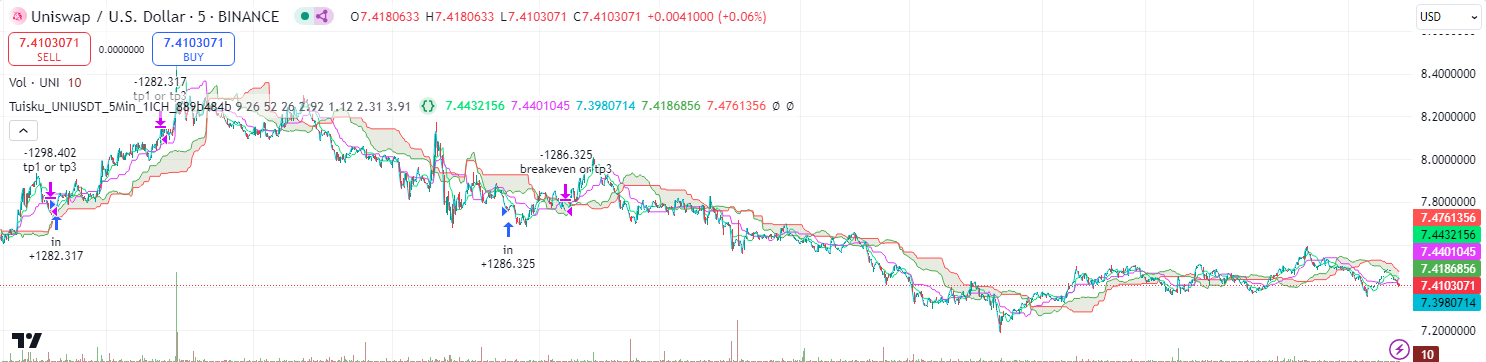 Uniswap / U.S. Dollar · 5 · BINANCE
O7.4180633 H7.4180633 L7.4103071 C7.4103071 +0.0041000 (+0.06%)
USD
7.4103071
SELL
0.0000000
7.4103071
BUY
Vol · UNI 10
Tuisku_UNIUSDT_5Min_1ICH_889b484b 9 26 52 26 2.92 1.12 2.31 3.91 {} 7.4432156 7.4401045 7.3980714 7.4186856 7.4761356 ∅ ∅
-1282.317
tp1 or tp3
-1298.402
tp1 or tp3
in
+1282.317
-1286.325
breakeven or tp3
in
+1286.325
8.4000000
8.2000000
8.0000000
7.8000000
7.4761356
7.4432156
7.4401045
7.4186856
7.4103071
7.3980714
7.2000000
10